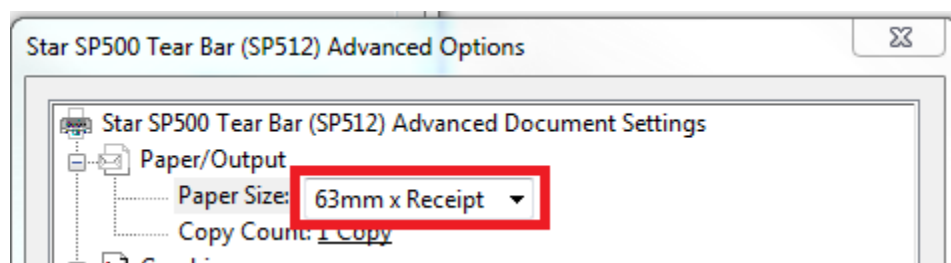 Star SP500 Tear Bar (SP512) Advanced Options
Star SP500 Tear Bar (SP512) Advanced Document Settings
Paper/Output
Paper Size: 63mm x Receipt
Copy Count: 1 Copy